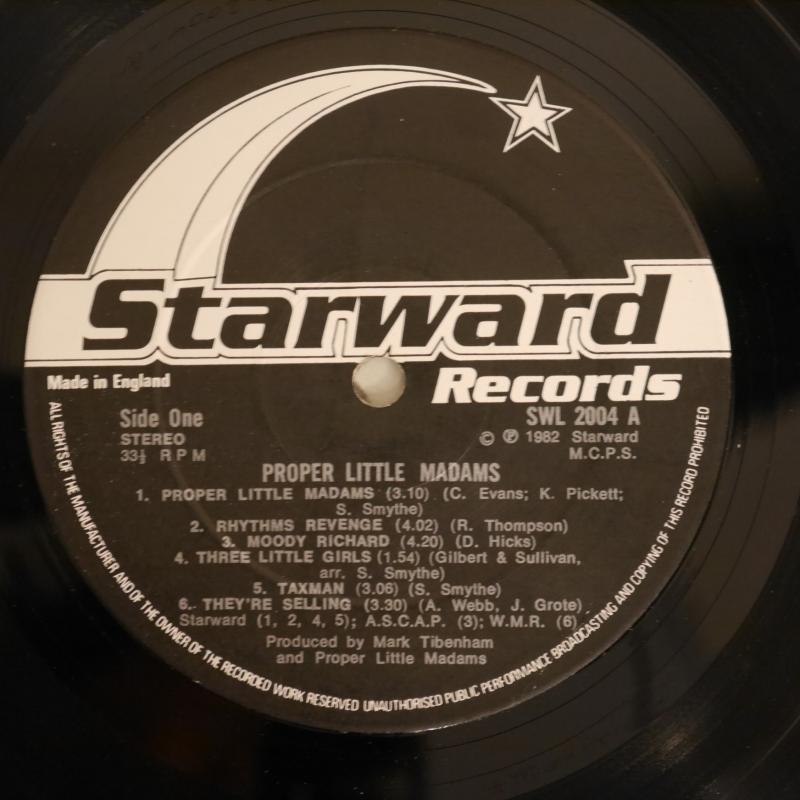 Starward
Records
Made in England
Side One
STEREO
33⅓ R P M
SWL 2004 A
© ℗ 1982 Starward
M.C.P.S.
PROPER LITTLE MADAMS
1. PROPER LITTLE MADAMS (3.10) (C. Evans; K. Pickett;
S. Smythe)
2. RHYTHMS REVENGE (4.02) (R. Thompson)
3. MOODY RICHARD (4.20) (D. Hicks)
4. THREE LITTLE GIRLS (1.54) (Gilbert & Sullivan,
arr. S. Smythe)
5. TAXMAN (3.06) (S. Smythe)
6. THEY'RE SELLING (3.30) (A. Webb, J. Grote)
Starward (1, 2, 4, 5); A.S.C.A.P. (3); W.M.R. (6)
Produced by Mark Tibenham
and Proper Little Madams
ALL RIGHTS OF THE MANUFACTURER AND OF THE OWNER OF THE RECORDED WORK RESERVED UNAUTHORISED PUBLIC PERFORMANCE BROADCASTING AND COPYING OF THIS RECORD PROHIBITED